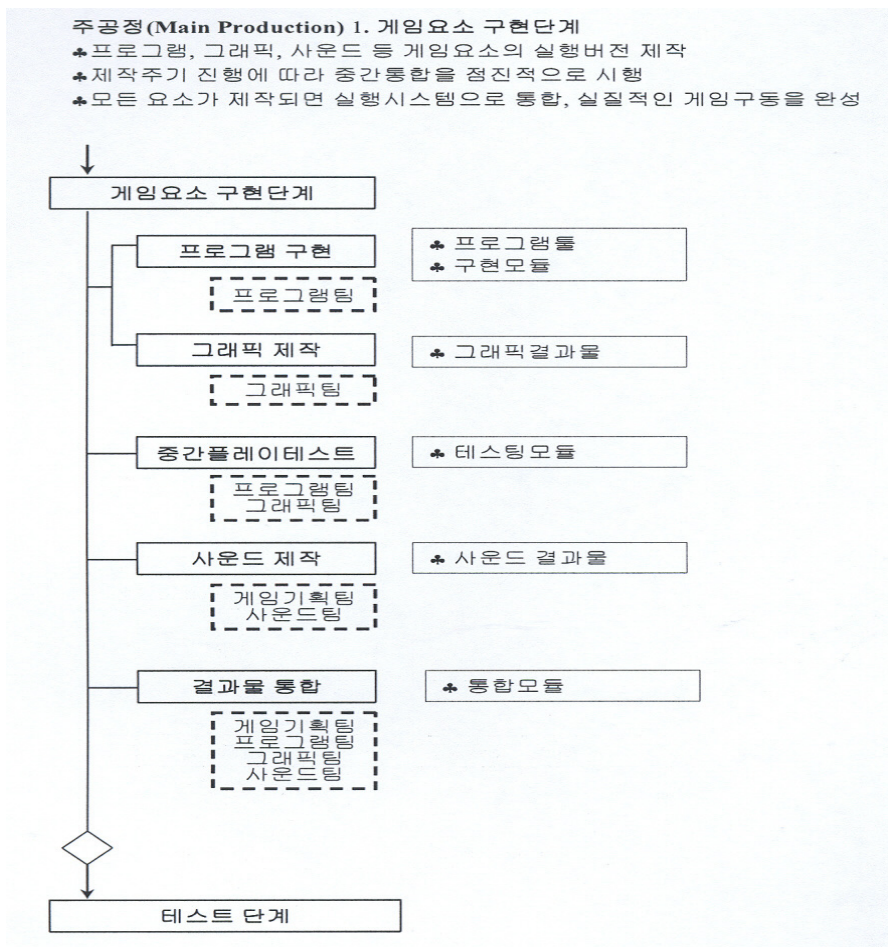 주공정(Main Production) 1. 게임요소 구현단계
♣프로그램, 그래픽, 사운드 등 게임요소의 실행버전 제작
♣제작주기 진행에 따라 중간통합을 점진적으로 시행
♣모든 요소가 제작되면 실행시스템으로 통합, 실질적인 게임구동을 완성
게임요소 구현단계
프로그램 구현
♣ 프로그램툴
♣ 구현모듈
프로그램팀
그래픽 제작
♣ 그래픽결과물
그래픽팀
중간플레이테스트
♣ 테스팅모듈
프로그램팀
그래픽팀
사운드 제작
♣ 사운드 결과물
게임기획팀
사운드팀
결과물 통합
♣ 통합모듈
게임기획팀
프로그램팀
그래픽팀
사운드팀
테스트 단계